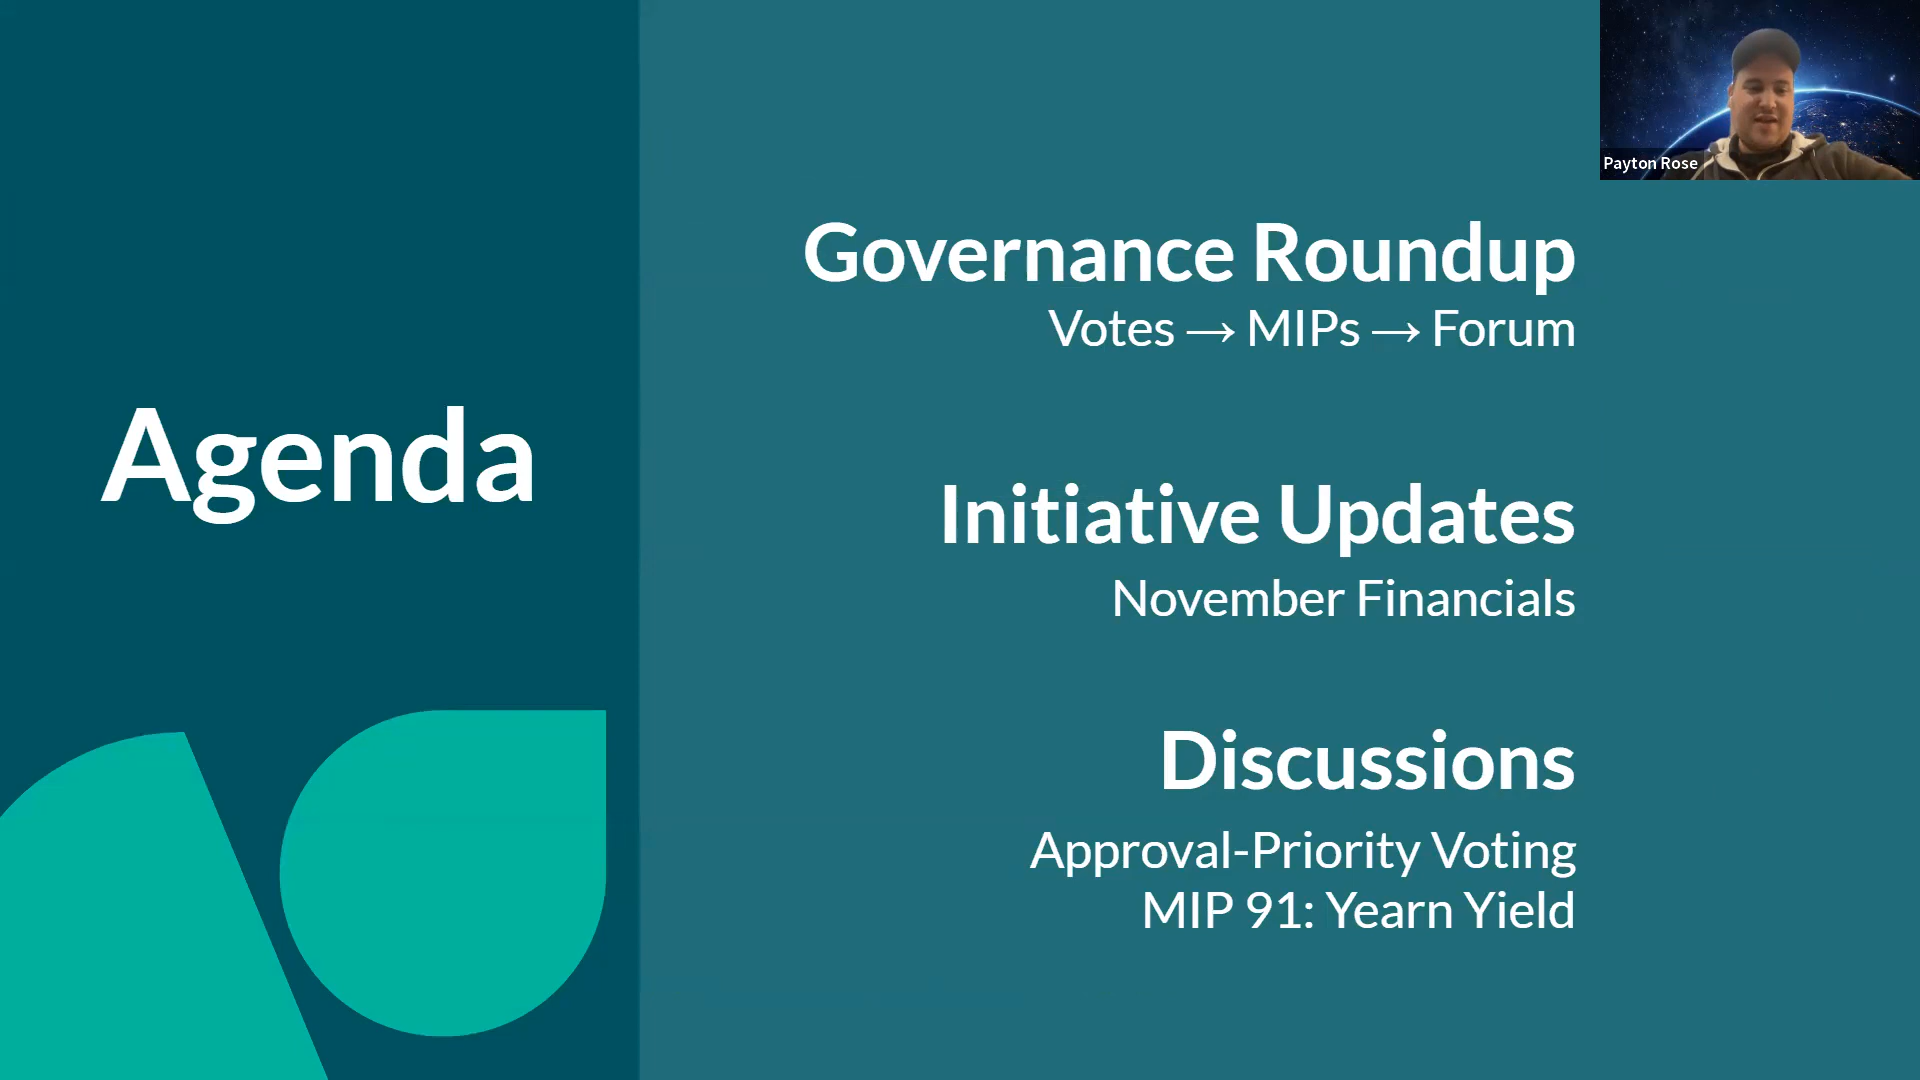 Payton Rose
Agenda
Governance Roundup
Votes → MIPs → Forum
Initiative Updates
November Financials
Discussions
Approval-Priority Voting
MIP 91: Yearn Yield